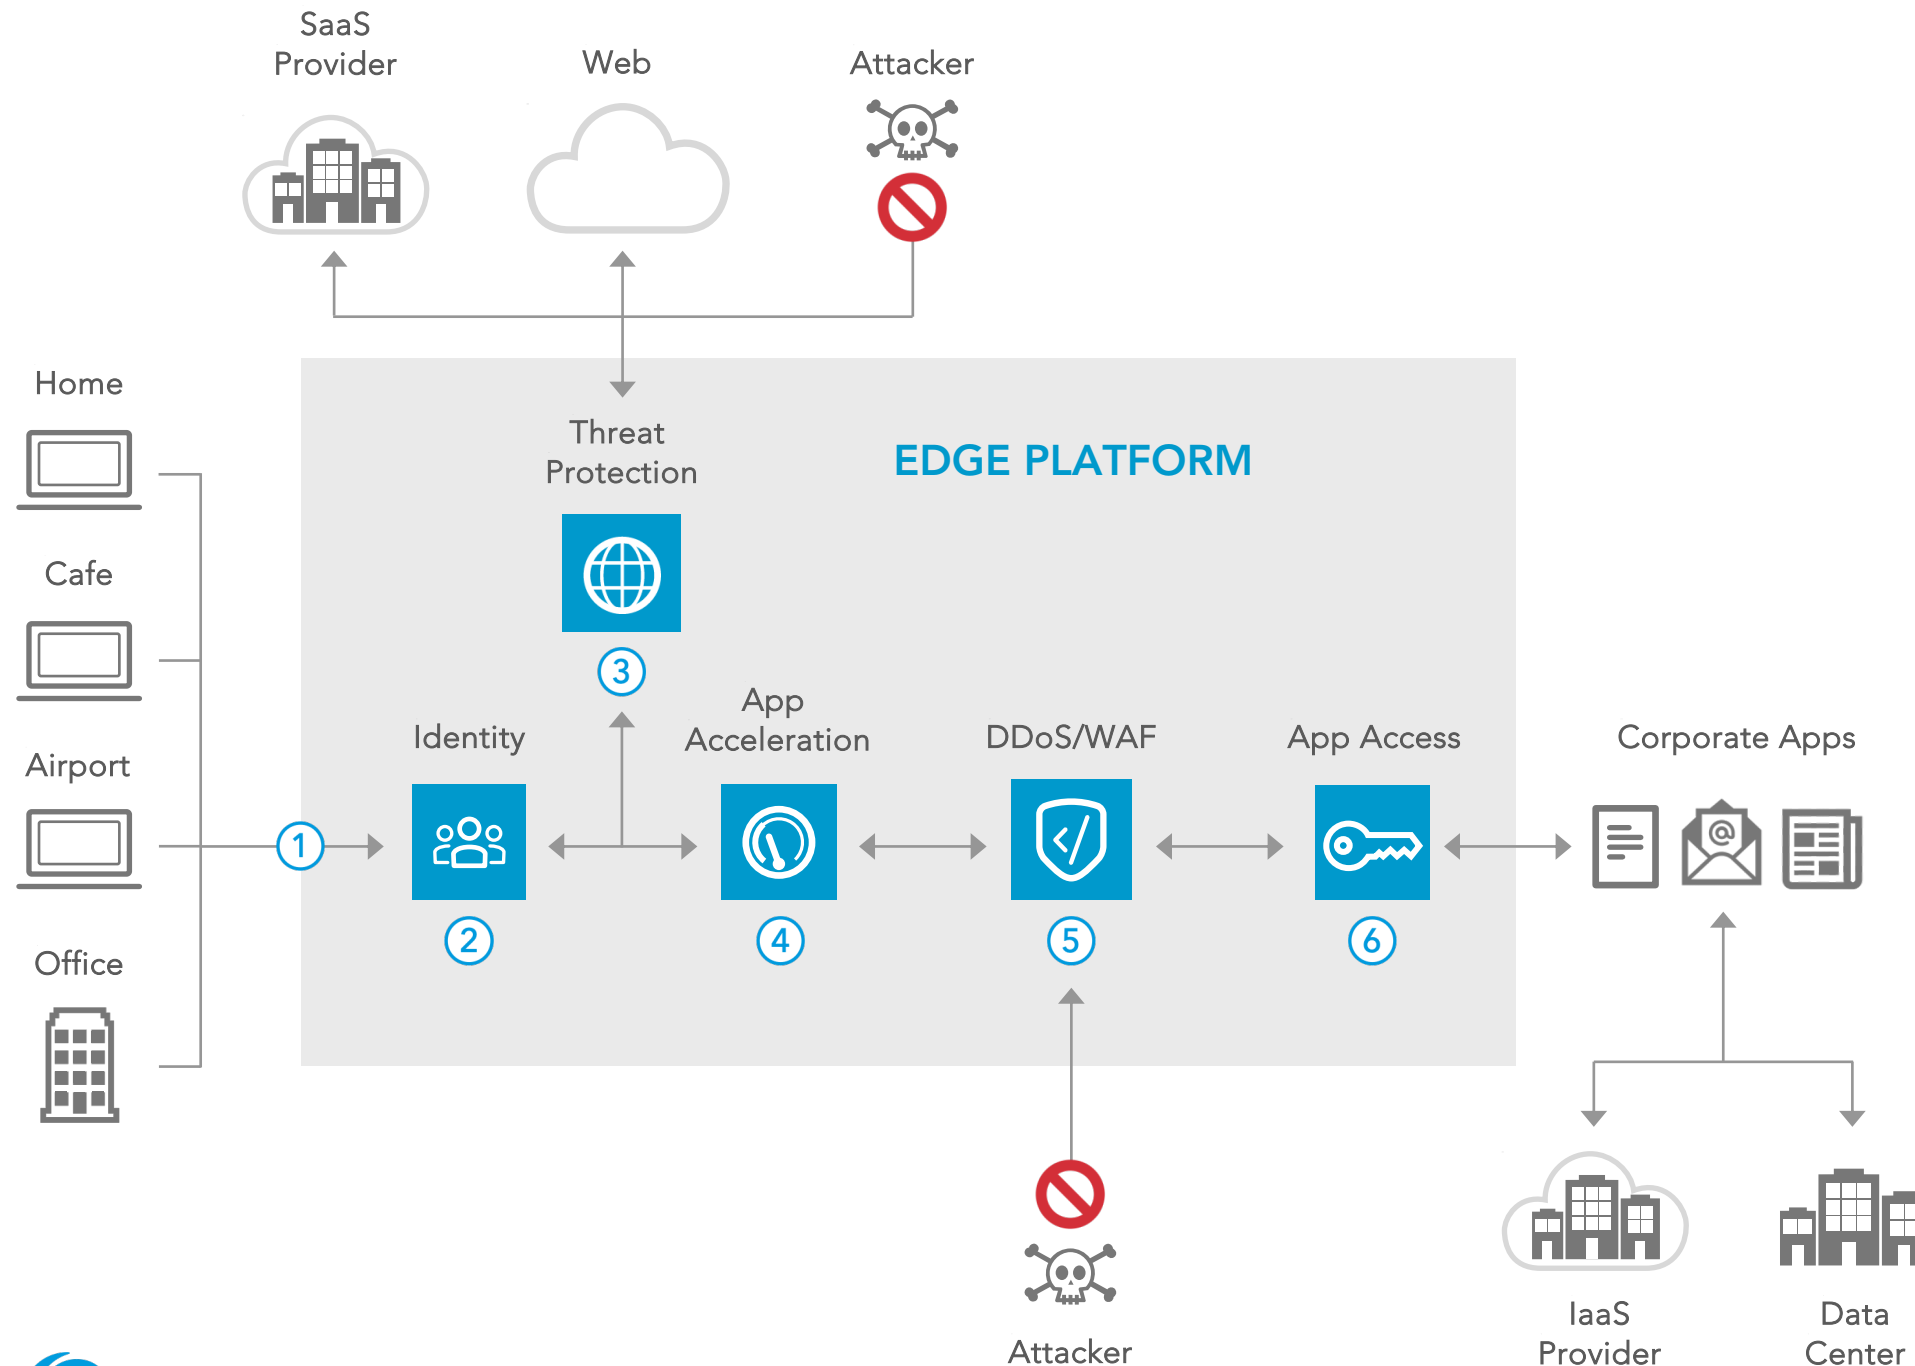 SaaS
Provider
Web
Attacker
Home
Cafe
Airport
Office
EDGE PLATFORM
Threat
Protection
3
1
Identity
2
App
Acceleration
4
DDoS/WAF
</>
5
App Access
6
Corporate Apps
@
Attacker
IaaS
Provider
Data
Center